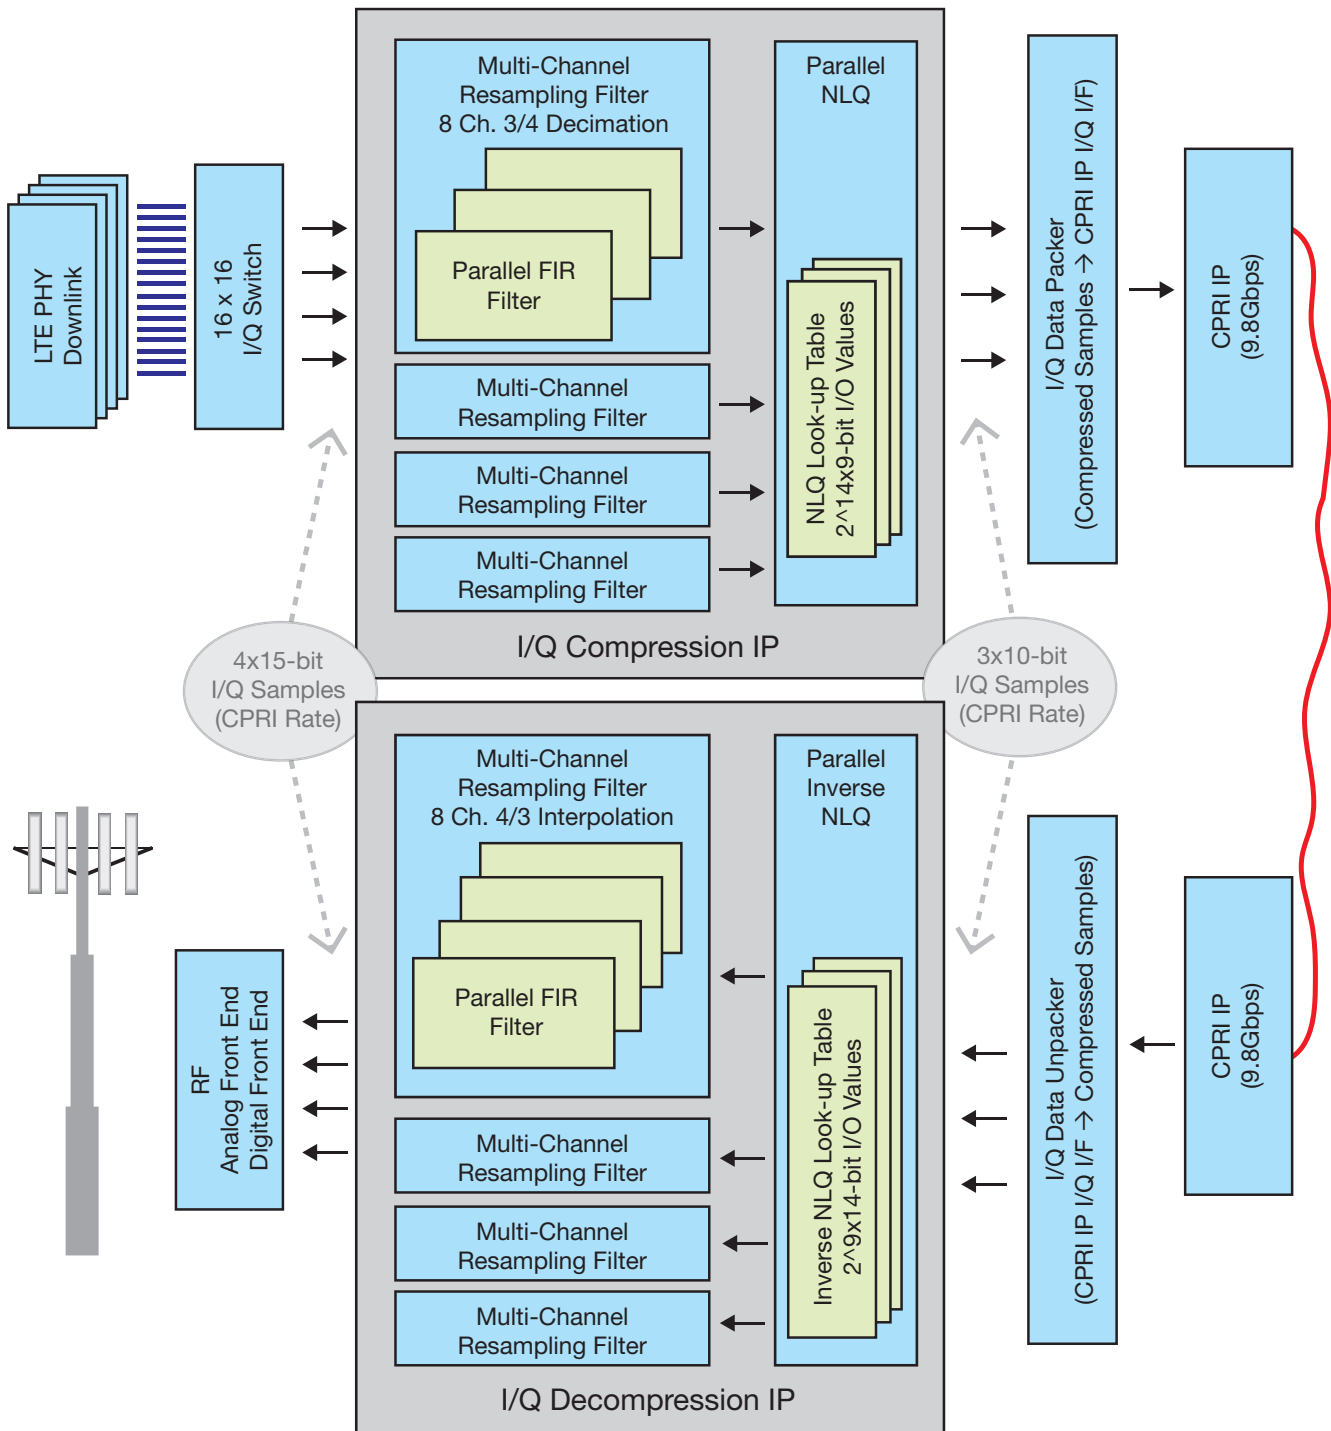 LTE PHY
Downlink
16 x 16
I/Q Switch
Multi-Channel
Resampling Filter
8 Ch. 3/4 Decimation
Parallel FIR
Filter
Multi-Channel
Resampling Filter
Multi-Channel
Resampling Filter
Multi-Channel
Resampling Filter
Parallel
NLQ
NLQ Look-up Table
2^14x9-bit I/O Values
I/Q Compression IP
I/Q Data Packer
(Compressed Samples → CPRI IP I/Q I/F)
CPRI IP
(9.8Gbps)
4x15-bit
I/Q Samples
(CPRI Rate)
3x10-bit
I/Q Samples
(CPRI Rate)
RF
Analog Front End
Digital Front End
Multi-Channel
Resampling Filter
8 Ch. 4/3 Interpolation
Parallel FIR
Filter
Multi-Channel
Resampling Filter
Multi-Channel
Resampling Filter
Multi-Channel
Resampling Filter
Parallel
Inverse
NLQ
Inverse NLQ Look-up Table
2^9x14-bit I/O Values
I/Q Decompression IP
I/Q Data Unpacker
(CPRI IP I/Q I/F → Compressed Samples)
CPRI IP
(9.8Gbps)